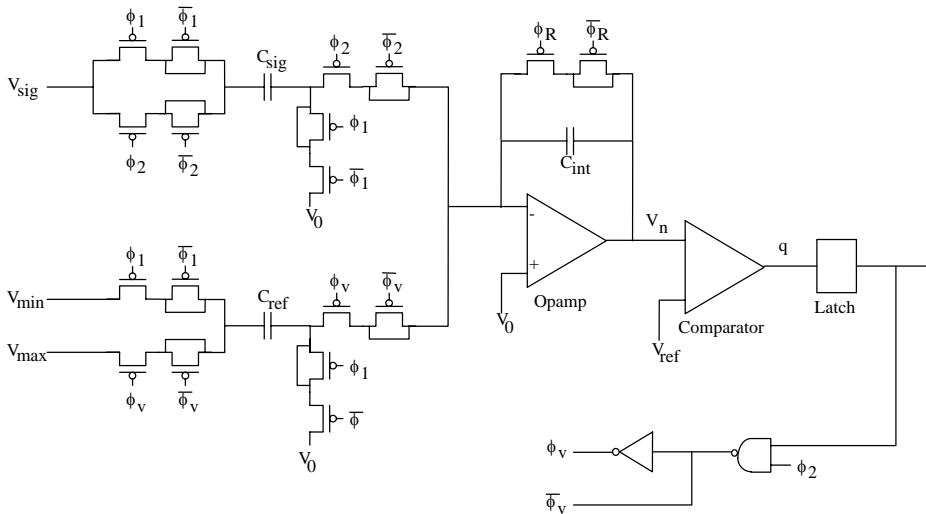 ϕ1
ϕ̅1
Vsig
ϕ2
ϕ̅2
Csig
ϕ2
ϕ̅2
ϕ1
ϕ̅1
V0
ϕR
ϕ̅R
Cint
-
+
V0
Opamp
Vn
Vref
Comparator
q
Latch
Vmin
Vmax
ϕ1
ϕ̅1
ϕv
ϕ̅v
Cref
ϕv
ϕ̅v
ϕ1
ϕ̅
V0
ϕv
ϕ̅v
ϕ2